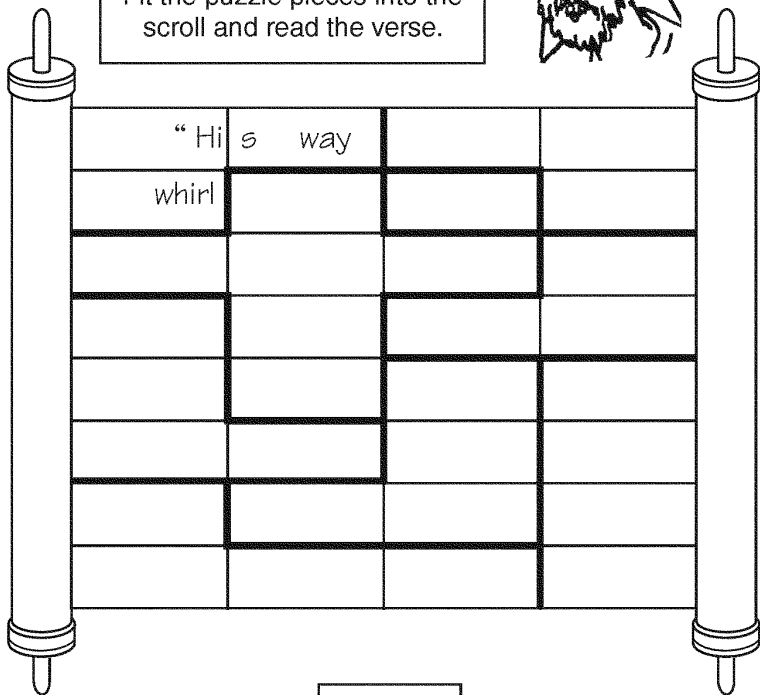 Fit the puzzle pieces into the
scroll and read the verse.
“ Hi s way
whirl